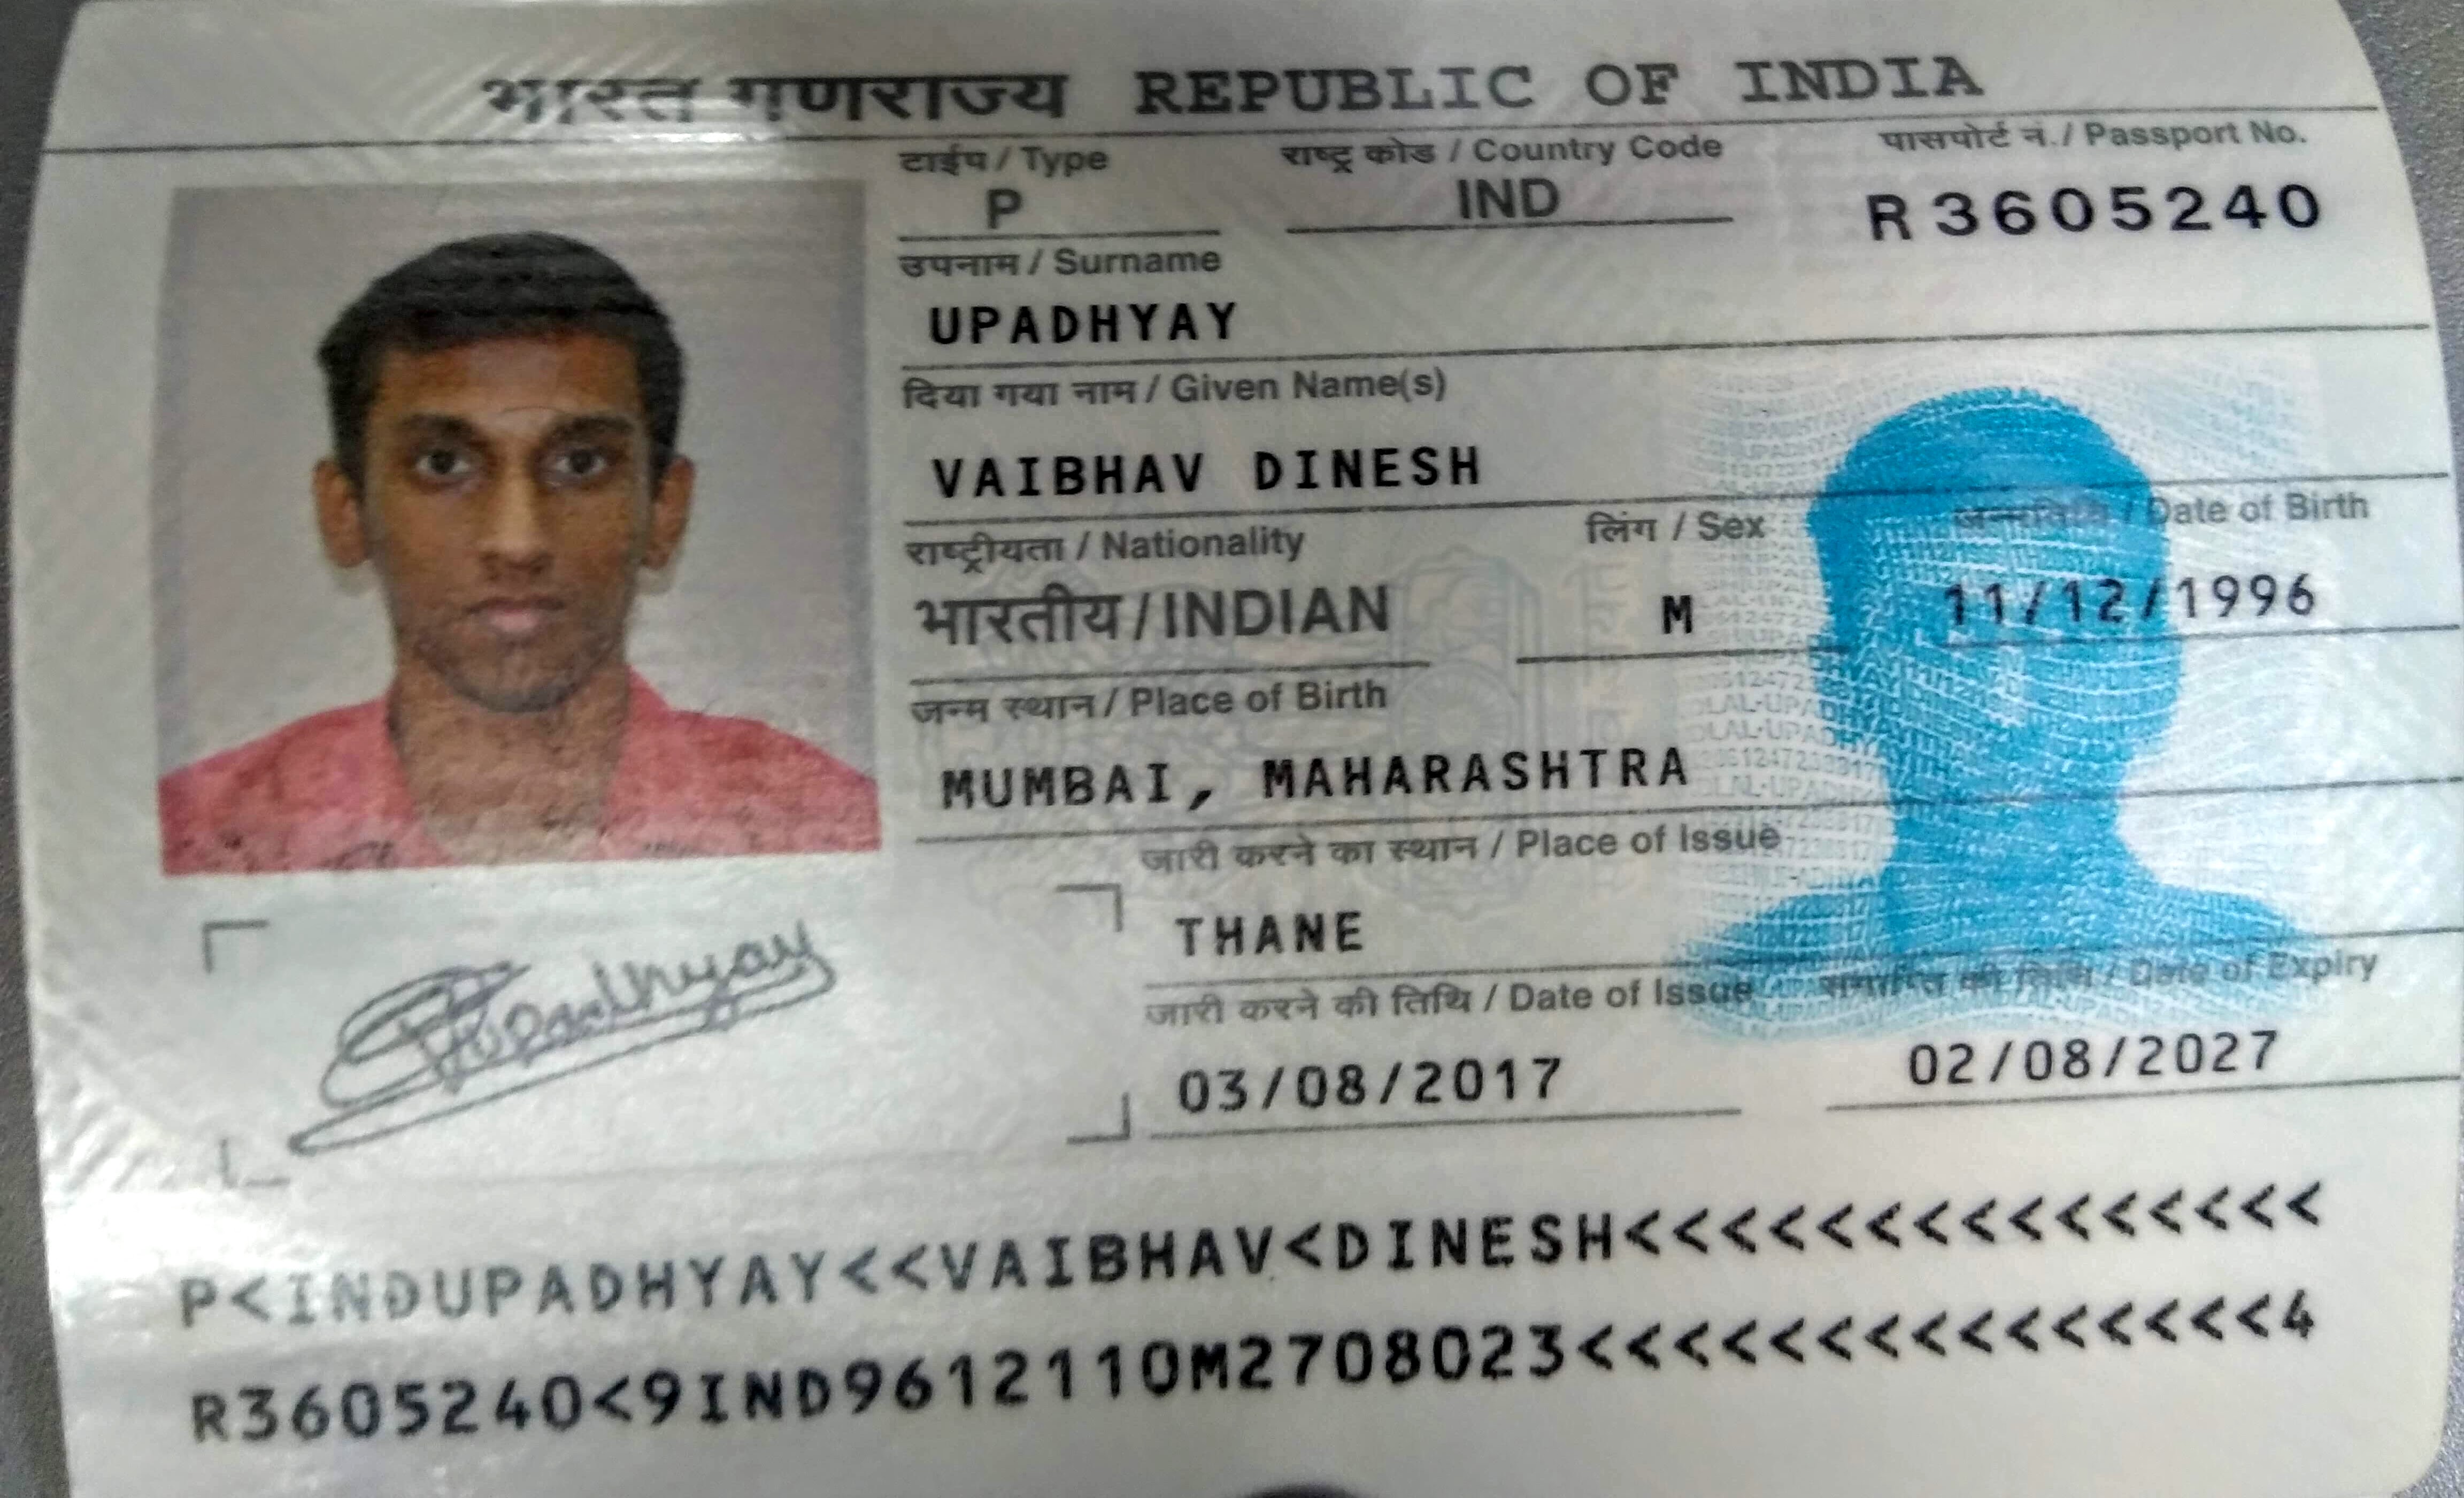 भारत गणराज्य REPUBLIC OF INDIA
टाईप / Type राष्ट्र कोड / Country Code पासपोर्ट नं. / Passport No.
P IND R3605240
उपनाम / Surname
UPADHYAY
दिया गया नाम / Given Name(s)
VAIBHAV DINESH
राष्ट्रीयता / Nationality लिंग / Sex जन्मतिथि / Date of Birth
भारतीय / INDIAN M 11/12/1996
जन्म स्थान / Place of Birth
MUMBAI, MAHARASHTRA
जारी करने का स्थान / Place of Issue
THANE
जारी करने की तिथि / Date of Issue समाप्ति की तिथि / Date of Expiry
03/08/2017 02/08/2027
Upadhyay
P<INDUPADHYAY<<VAIBHAV<DINESH<<<<<<<<<<<<<<<
R3605240<9IND9612110M2708023<<<<<<<<<<<<<<<4